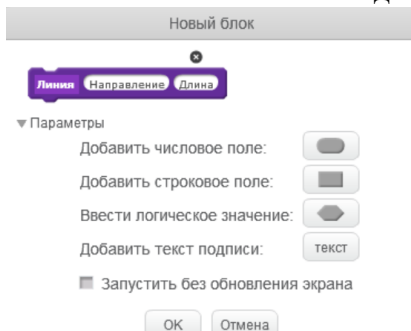 Новый блок
Линия Направление Длина
Параметры
Добавить числовое поле:
Добавить строковое поле:
Ввести логическое значение:
Добавить текст подписи: текст
Запустить без обновления экрана
OK Отмена